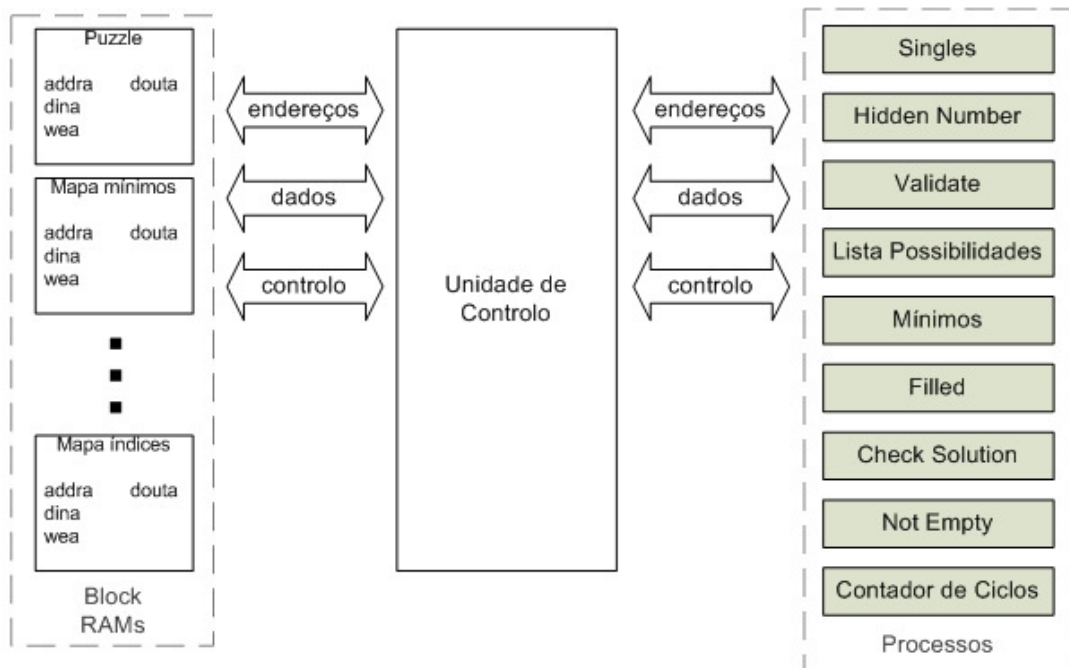 Puzzle
addra douta
dina
wea
Mapa mínimos
addra douta
dina
wea
Mapa índices
addra douta
dina
wea
Block
RAMs
endereços
dados
controlo
Unidade de
Controlo
endereços
dados
controlo
Singles
Hidden Number
Validate
Lista Possibilidades
Mínimos
Filled
Check Solution
Not Empty
Contador de Ciclos
Processos